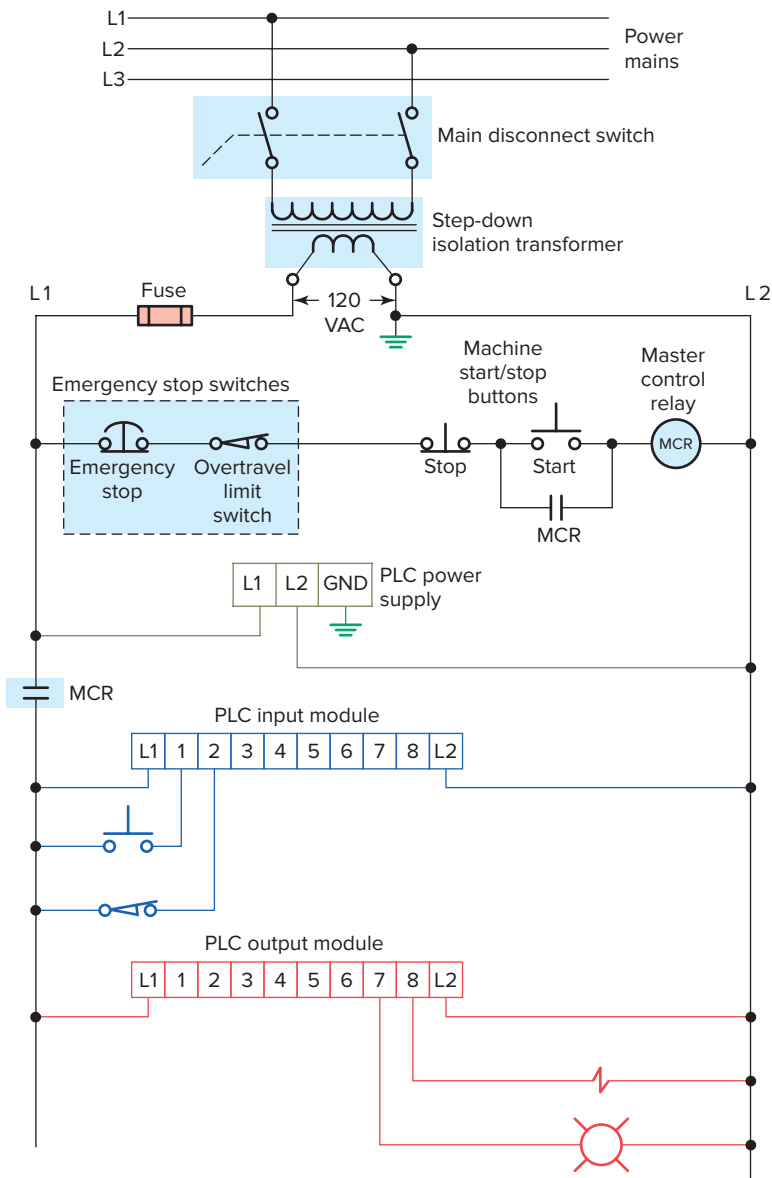 L1
L2
L3
Power
mains
Main disconnect switch
Step-down
isolation transformer
L1
Fuse
120
VAC
L2
Machine
start/stop
buttons
Master
control
relay
Emergency stop switches
Emergency
stop
Overtravel
limit
switch
Stop
Start
MCR
MCR
L1 L2 GND
PLC power
supply
MCR
PLC input module
L1 1 2 3 4 5 6 7 8 L2
PLC output module
L1 1 2 3 4 5 6 7 8 L2